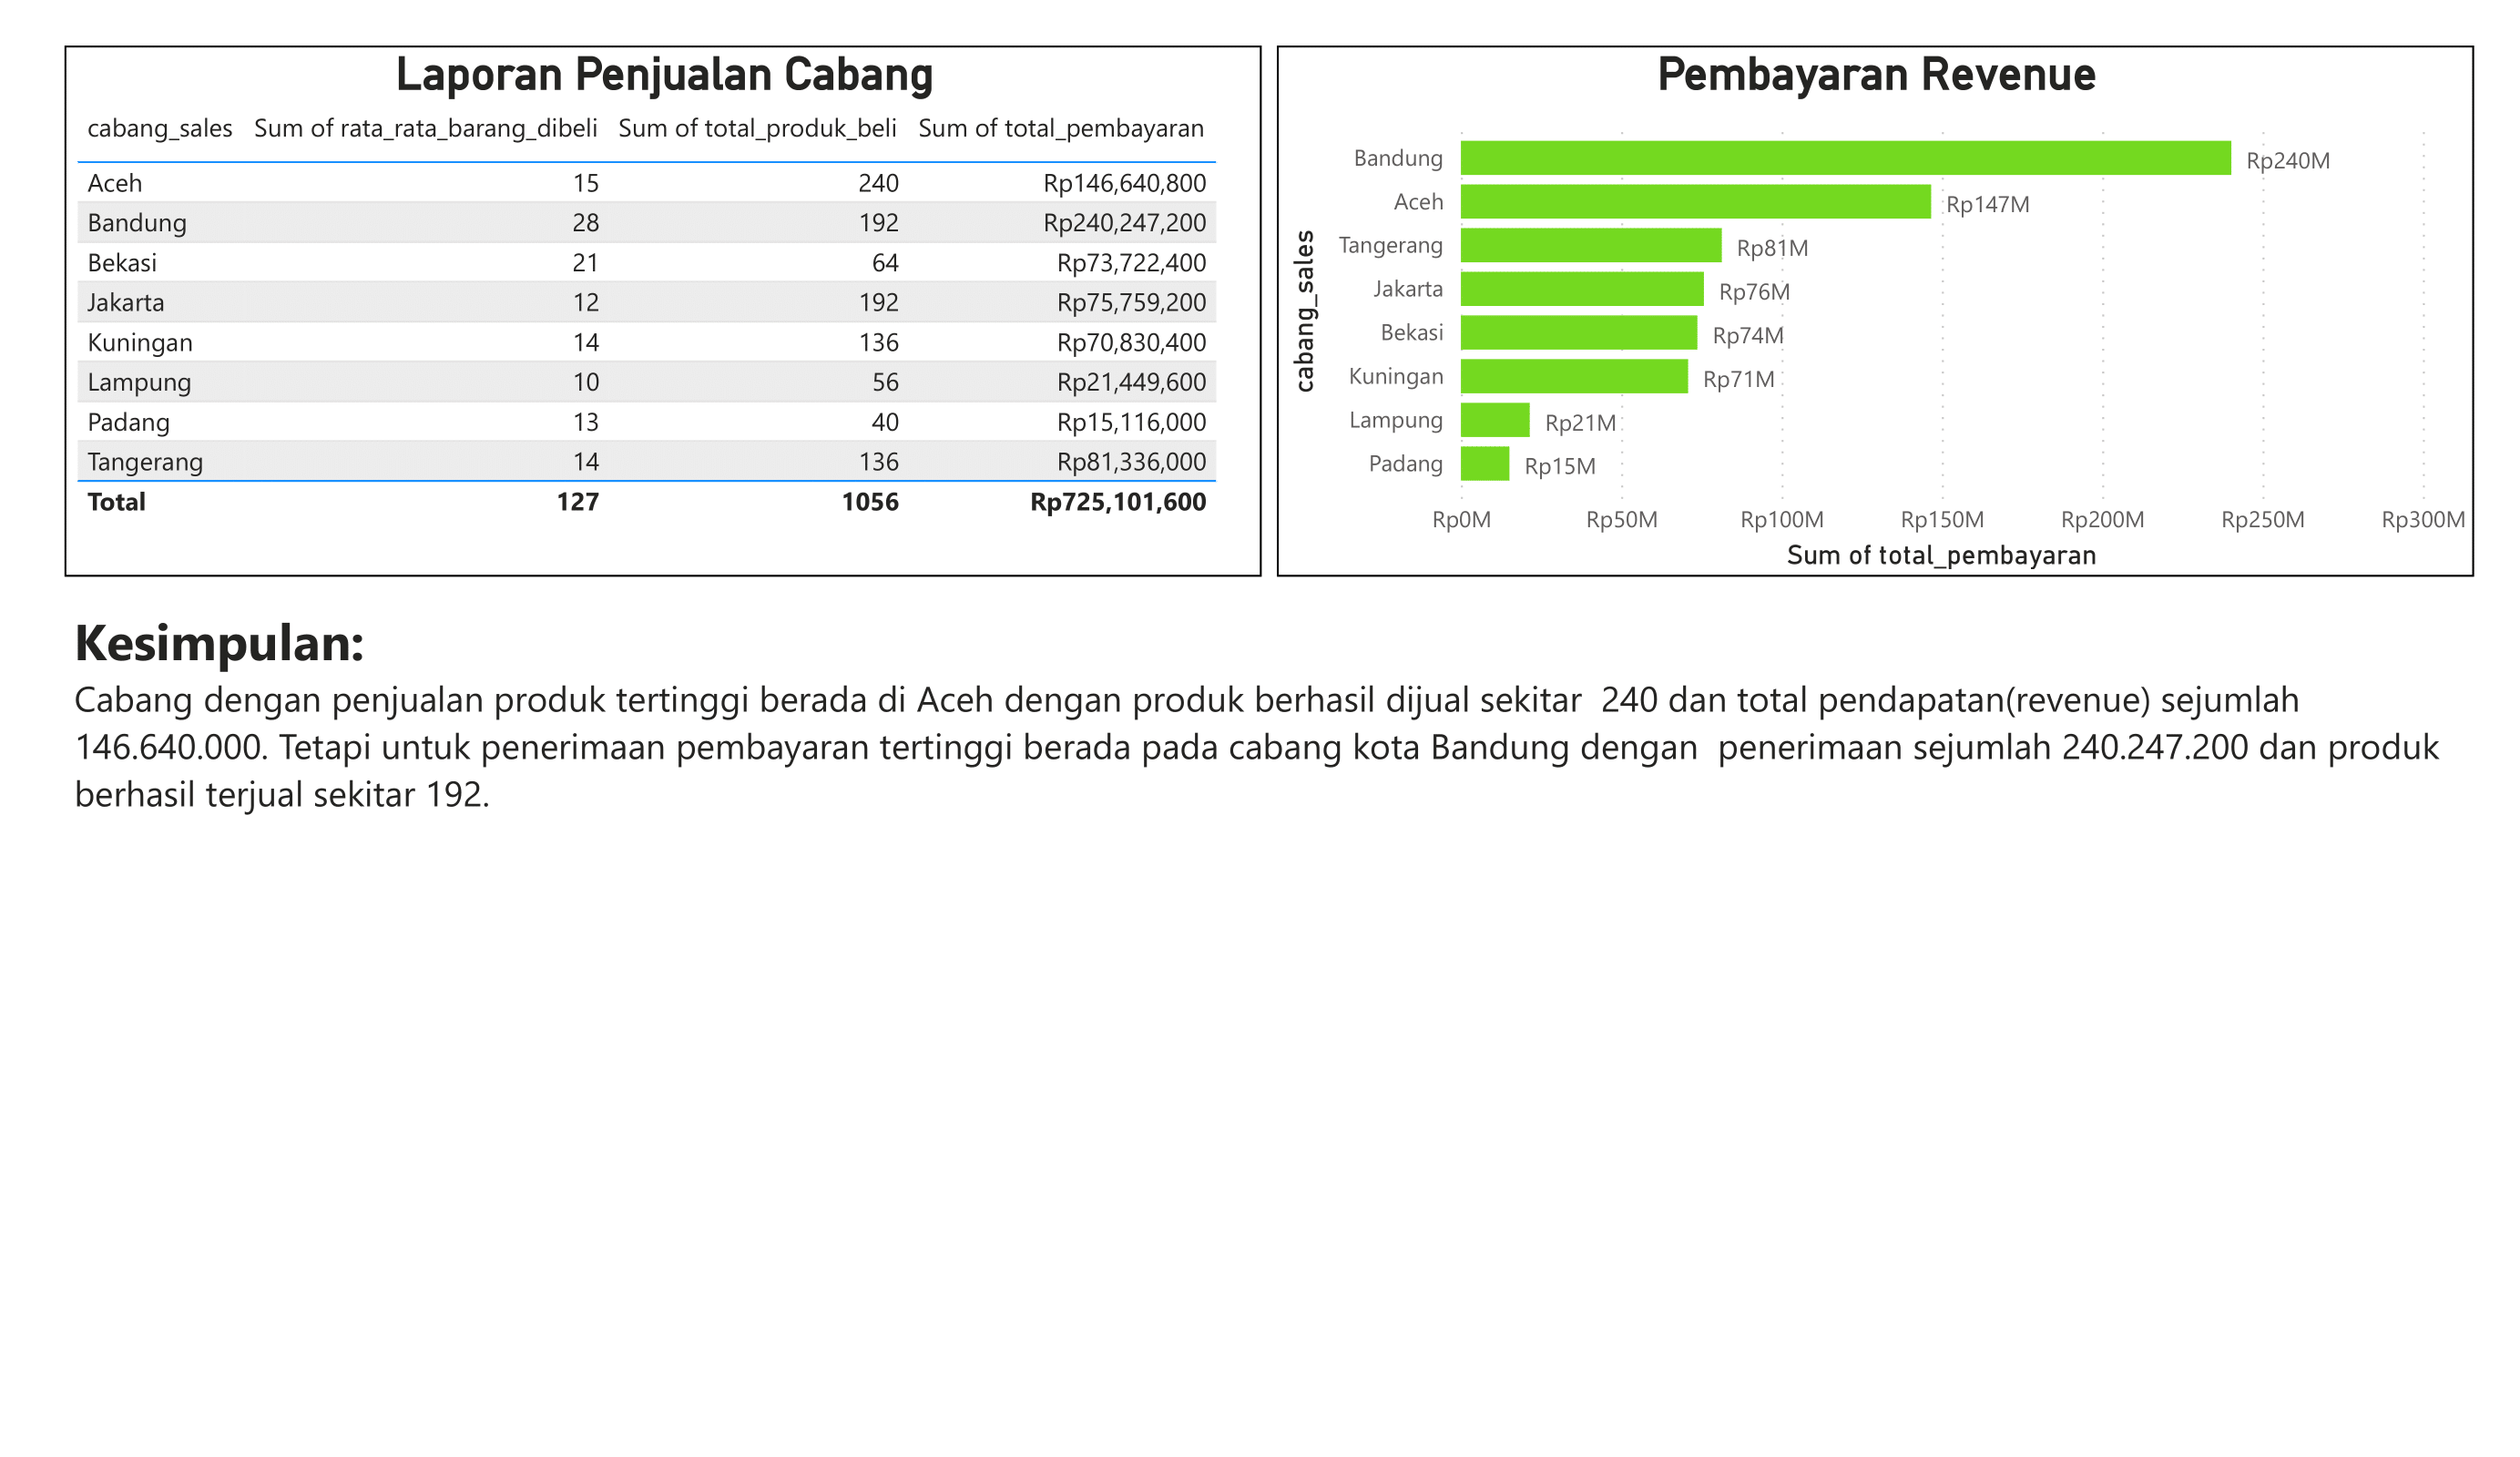 Laporan Penjualan Cabang
cabang_sales Sum of rata_rata_barang_dibeli Sum of total_produk_beli Sum of total_pembayaran
Aceh 15 240 Rp146,640,800
Bandung 28 192 Rp240,247,200
Bekasi 21 64 Rp73,722,400
Jakarta 12 192 Rp75,759,200
Kuningan 14 136 Rp70,830,400
Lampung 10 56 Rp21,449,600
Padang 13 40 Rp15,116,000
Tangerang 14 136 Rp81,336,000
Total 127 1056 Rp725,101,600
Pembayaran Revenue
cabang_sales
Bandung Rp240M
Aceh Rp147M
Tangerang Rp81M
Jakarta Rp76M
Bekasi Rp74M
Kuningan Rp71M
Lampung Rp21M
Padang Rp15M
Rp0M Rp50M Rp100M Rp150M Rp200M Rp250M Rp300M
Sum of total_pembayaran
Kesimpulan:
Cabang dengan penjualan produk tertinggi berada di Aceh dengan produk berhasil dijual sekitar  240 dan total pendapatan(revenue) sejumlah
146.640.000. Tetapi untuk penerimaan pembayaran tertinggi berada pada cabang kota Bandung dengan  penerimaan sejumlah 240.247.200 dan produk
berhasil terjual sekitar 192.